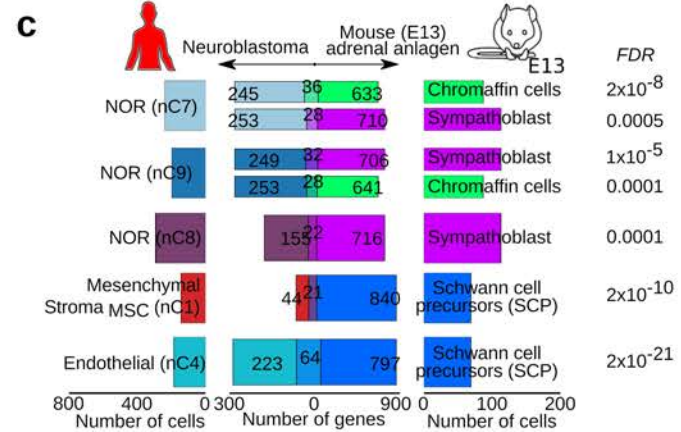 c
Neuroblastoma
Mouse (E13)
adrenal anlagen
E13
FDR
NOR (nC7)
245 36 633 Chromaffin cells 2x10-8
253 28 710 Sympathoblast 0.0005
NOR (nC9)
249 32 706 Sympathoblast 1x10-5
253 28 641 Chromaffin cells 0.0001
NOR (nC8) 155 22 716 Sympathoblast 0.0001
Mesenchymal
Stroma MSC (nC1)
44 21 840
Schwann cell
precursors (SCP)
2x10-10
Endothelial (nC4) 223 64 797
Schwann cell
precursors (SCP)
2x10-21
800 400 0 300 0 900 0 100 200
Number of cells Number of genes Number of cells